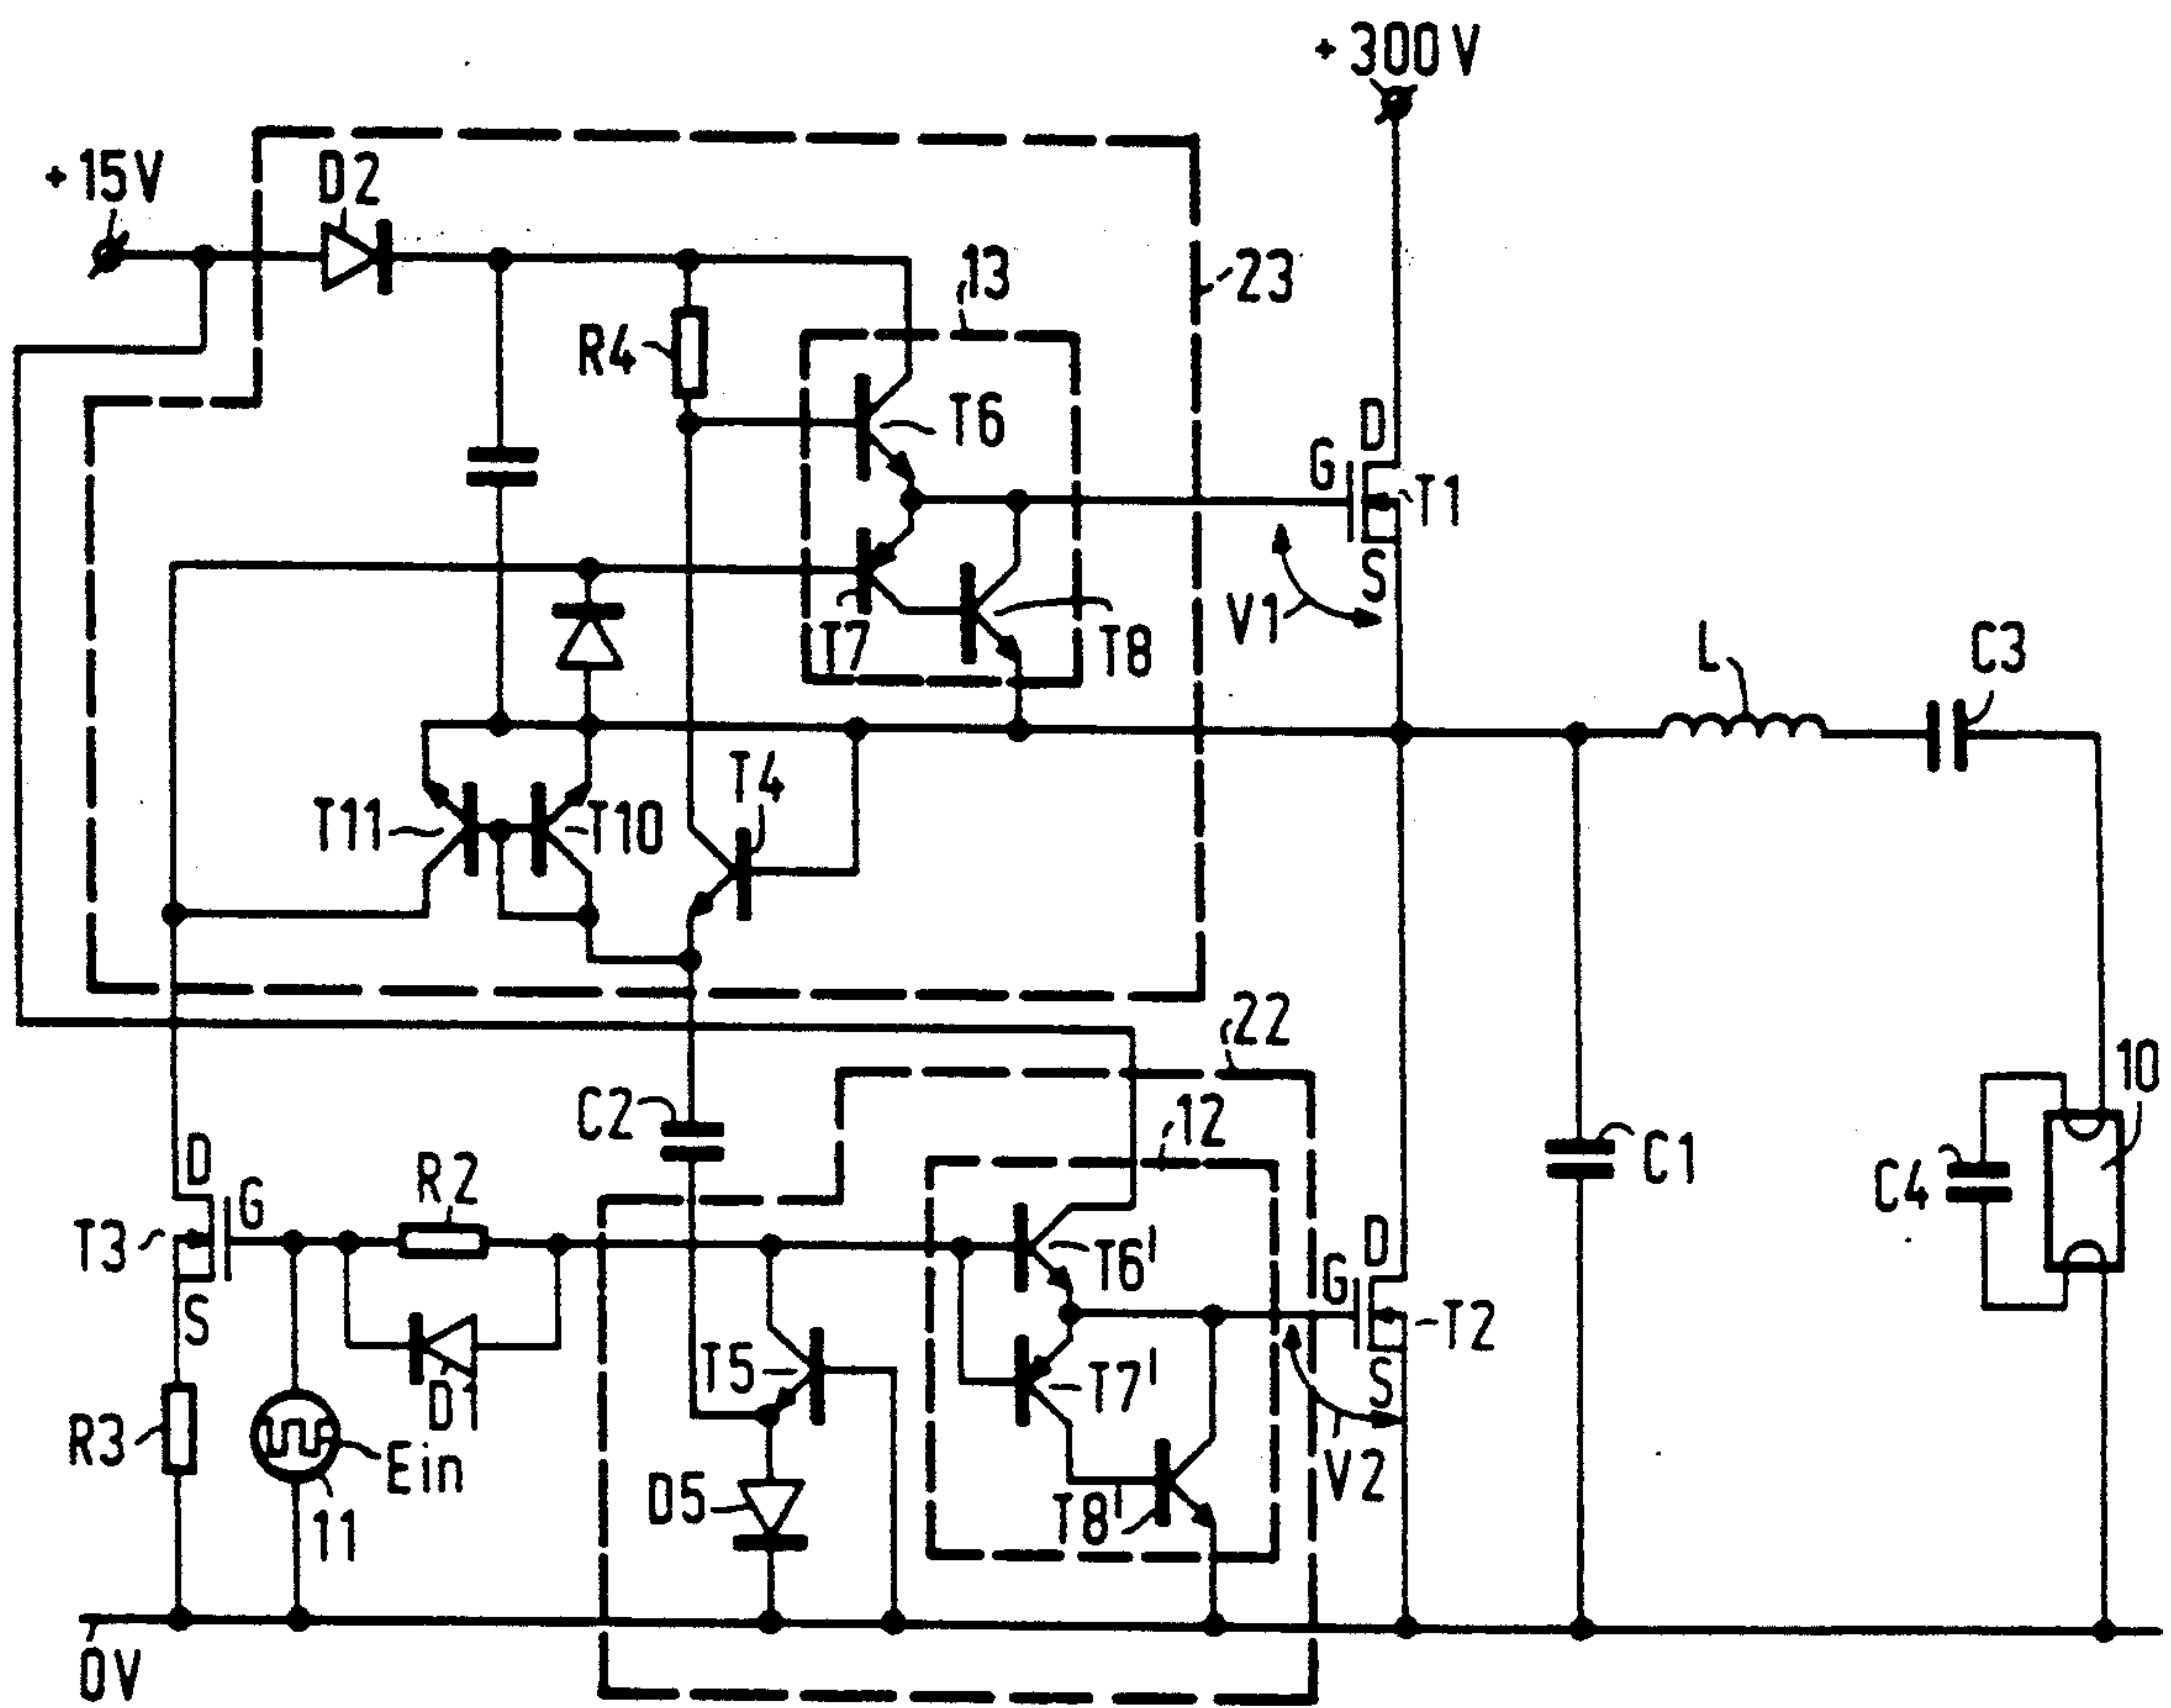 +300V
+15V
D2
13
23
R4
T6
D
G
T1
S
V1
T7
T8
L
C3
T4
T11
T10
22
10
C2
12
D
R2
G
T3
C4
C1
T6'
D
G
S
T5
T7'
T2
S
D1
R3
Ein
V2
D5
T8'
11
0V